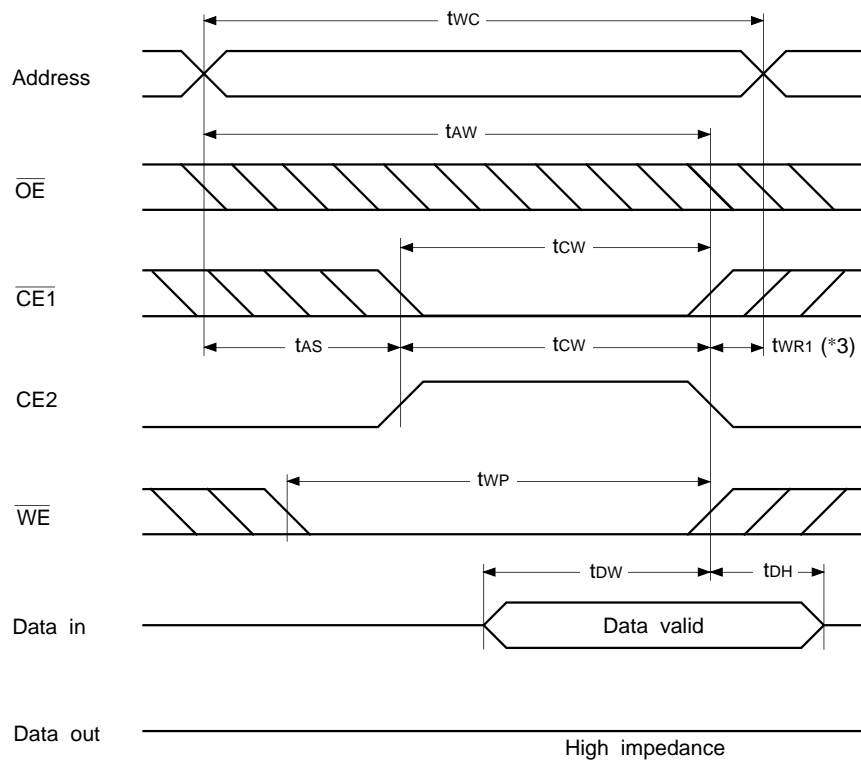 tWC
Address
tAW
OE
tCW
CE1
tAS
tCW
tWR1 (*3)
CE2
tWP
WE
tDW
tDH
Data in
Data valid
Data out
High impedance